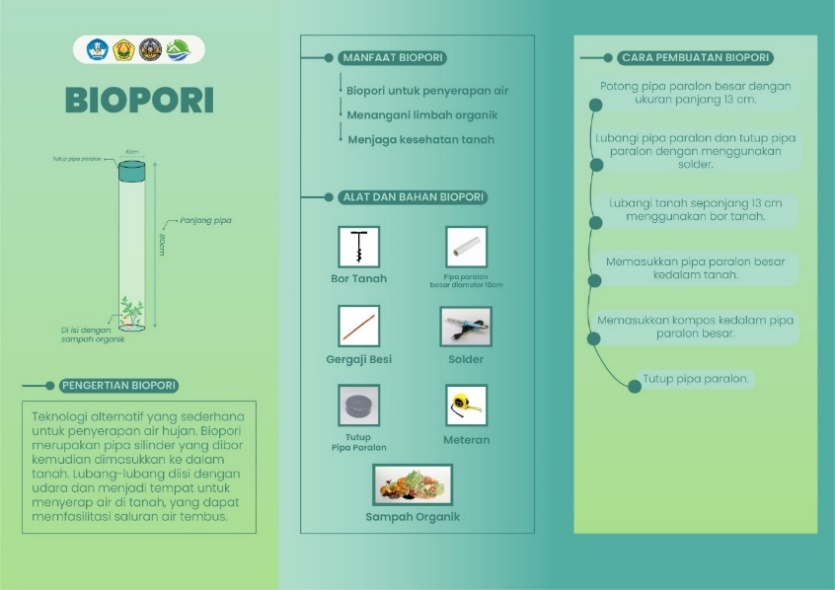 BIOPORI
10cm
Tutup pipa paralon
Panjang pipa
80cm
Di isi dengan
sampah organik
PENGERTIAN BIOPORI
Teknologi alternatif yang sederhana
untuk penyerapan air hujan. Biopori
merupakan pipa silinder yang dibor
kemudian dimasukkan ke dalam
tanah. Lubang-lubang diisi dengan
udara dan menjadi tempat untuk
menyerap air di tanah, yang dapat
memfasilitasi saluran air tembus.
MANFAAT BIOPORI
Biopori untuk penyerapan air
Menangani limbah organik
Menjaga kesehatan tanah
ALAT DAN BAHAN BIOPORI
Bor Tanah
Pipa paralon
besar diameter 10cm
Gergaji Besi
Solder
Tutup
Pipa Paralon
Meteran
Sampah Organik
CARA PEMBUATAN BIOPORI
Potong pipa paralon besar dengan
ukuran panjang 13 cm.
Lubangi pipa paralon dan tutup pipa
paralon dengan menggunakan
solder.
Lubangi tanah sepanjang 13 cm
menggunakan bor tanah.
Memasukkan pipa paralon besar
kedalam tanah.
Memasukkan kompos kedalam pipa
paralon besar.
Tutup pipa paralon.